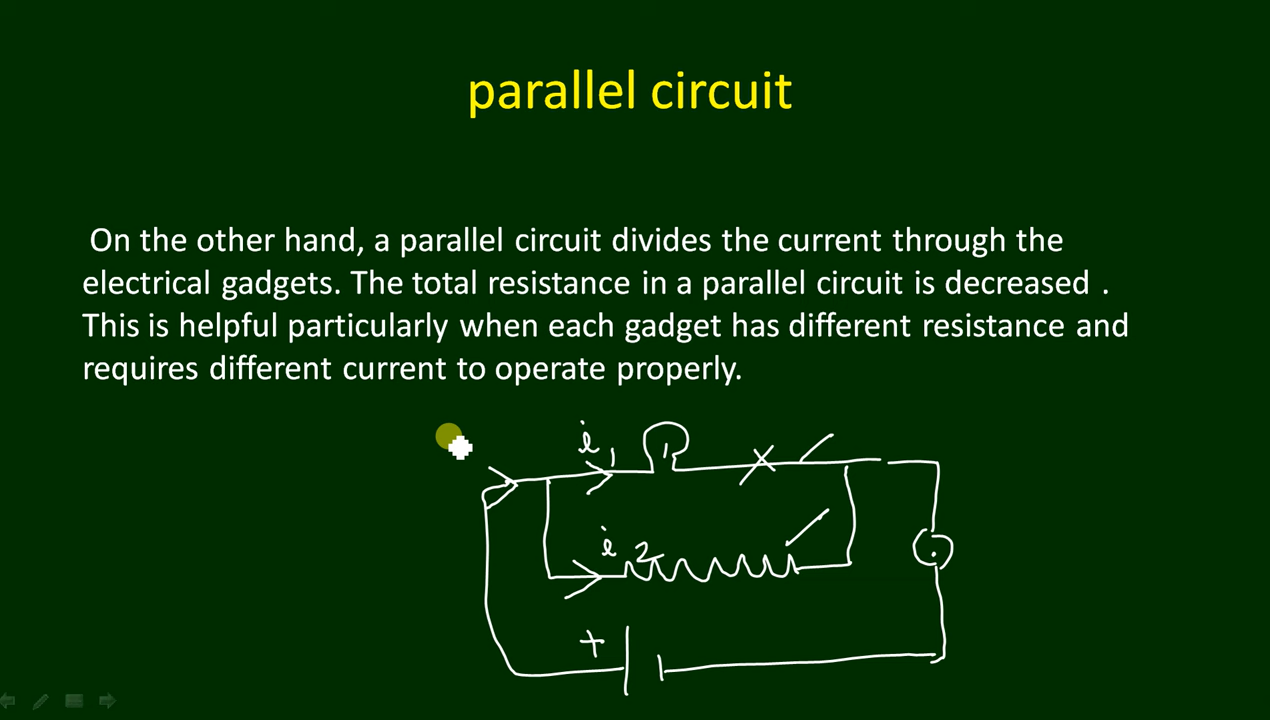 parallel circuit
On the other hand, a parallel circuit divides the current through the
electrical gadgets. The total resistance in a parallel circuit is decreased .
This is helpful particularly when each gadget has different resistance and
requires different current to operate properly.
i1
i2
+